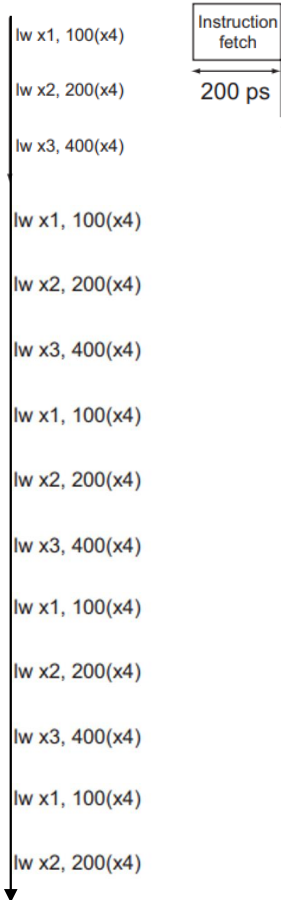 lw x1, 100(x4)
Instruction
fetch
200 ps
lw x2, 200(x4)
lw x3, 400(x4)
lw x1, 100(x4)
lw x2, 200(x4)
lw x3, 400(x4)
lw x1, 100(x4)
lw x2, 200(x4)
lw x3, 400(x4)
lw x1, 100(x4)
lw x2, 200(x4)
lw x3, 400(x4)
lw x1, 100(x4)
lw x2, 200(x4)